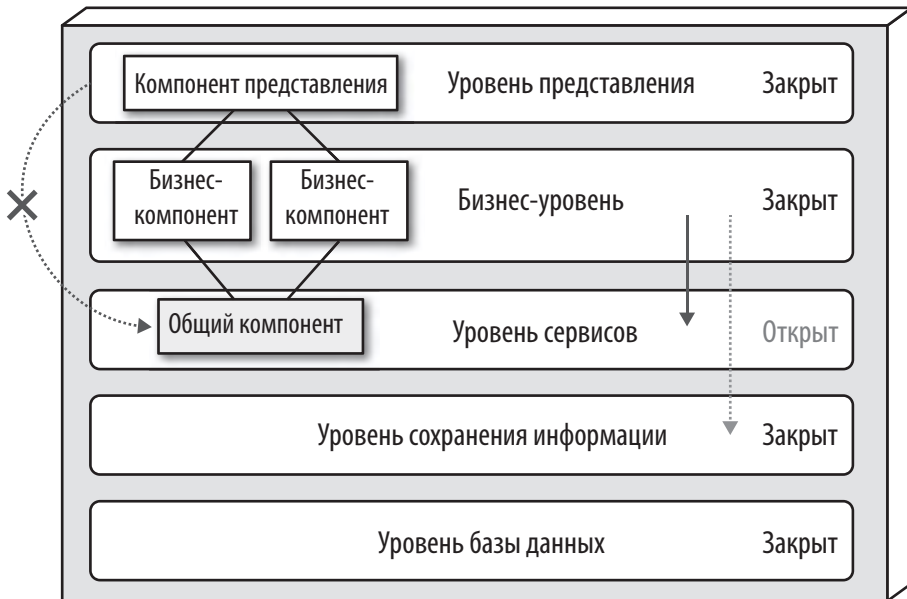 Компонент представления
Уровень представления
Закрыт
Бизнес-
компонент
Бизнес-
компонент
Бизнес-уровень
Закрыт
Общий компонент
Уровень сервисов
Открыт
Уровень сохранения информации
Закрыт
Уровень базы данных
Закрыт